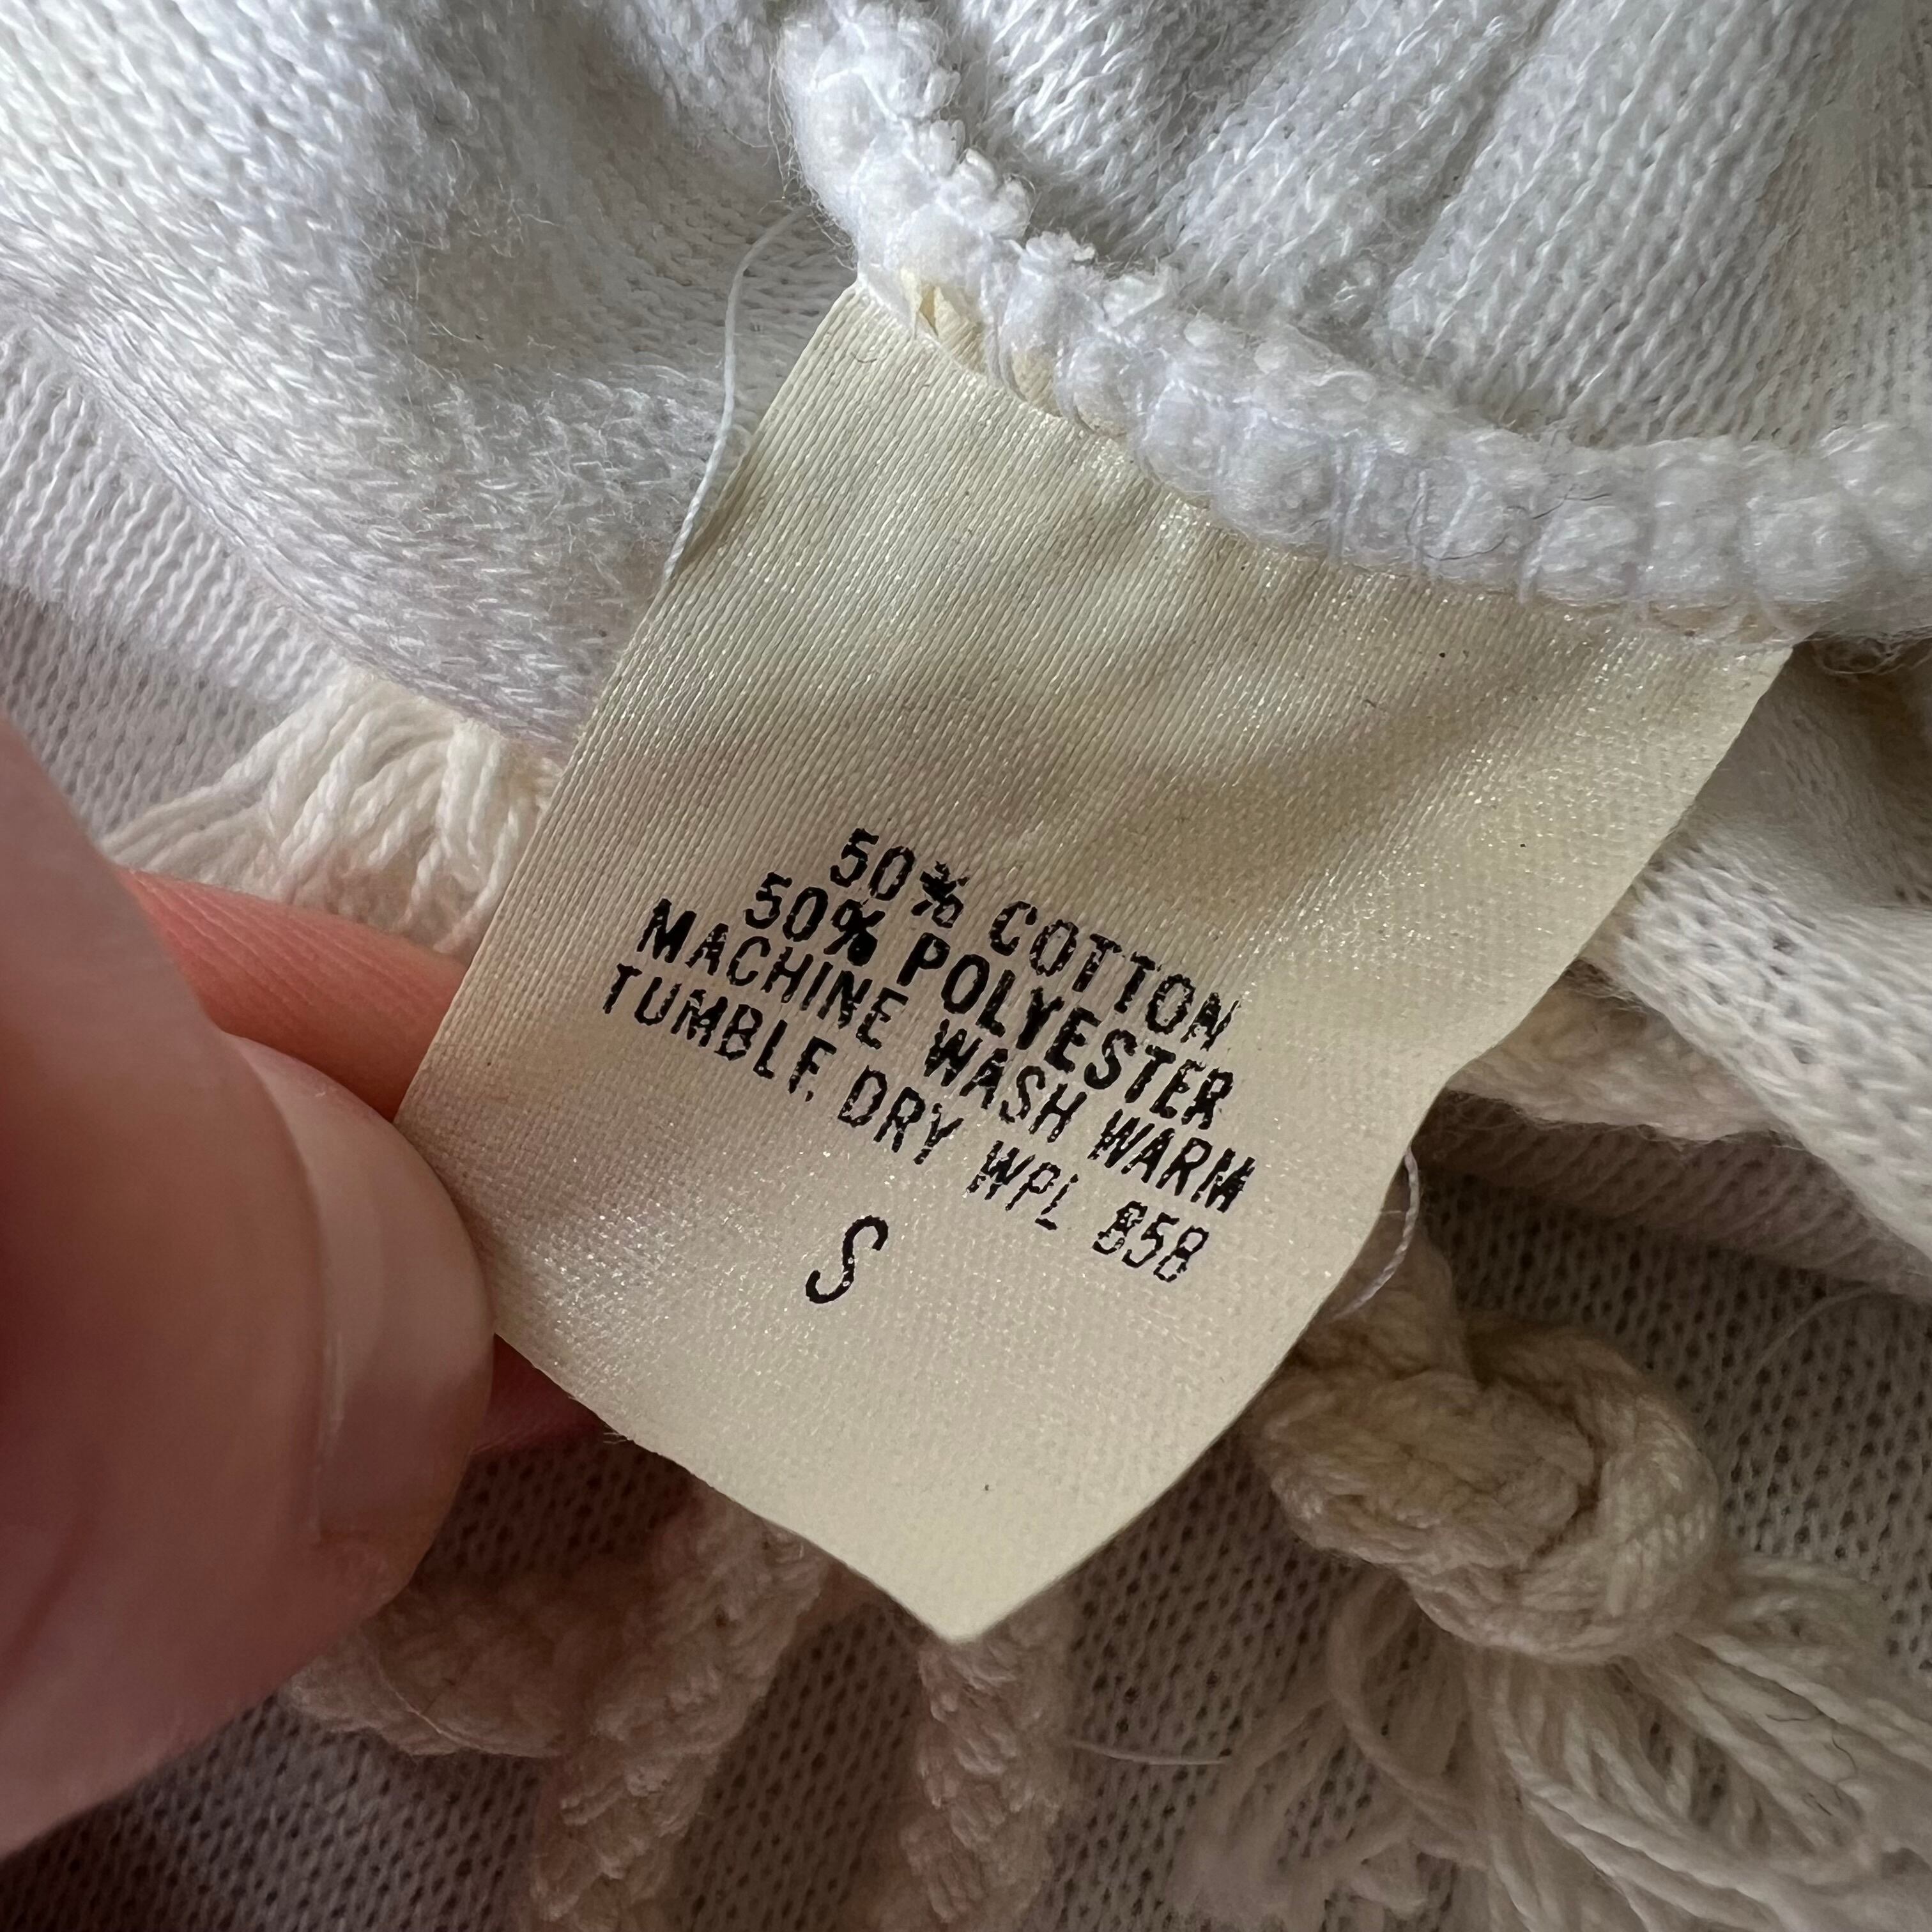 50% COTTON
50% POLYESTER
MACHINE WASH WARM
TUMBLE DRY WPL 858
S